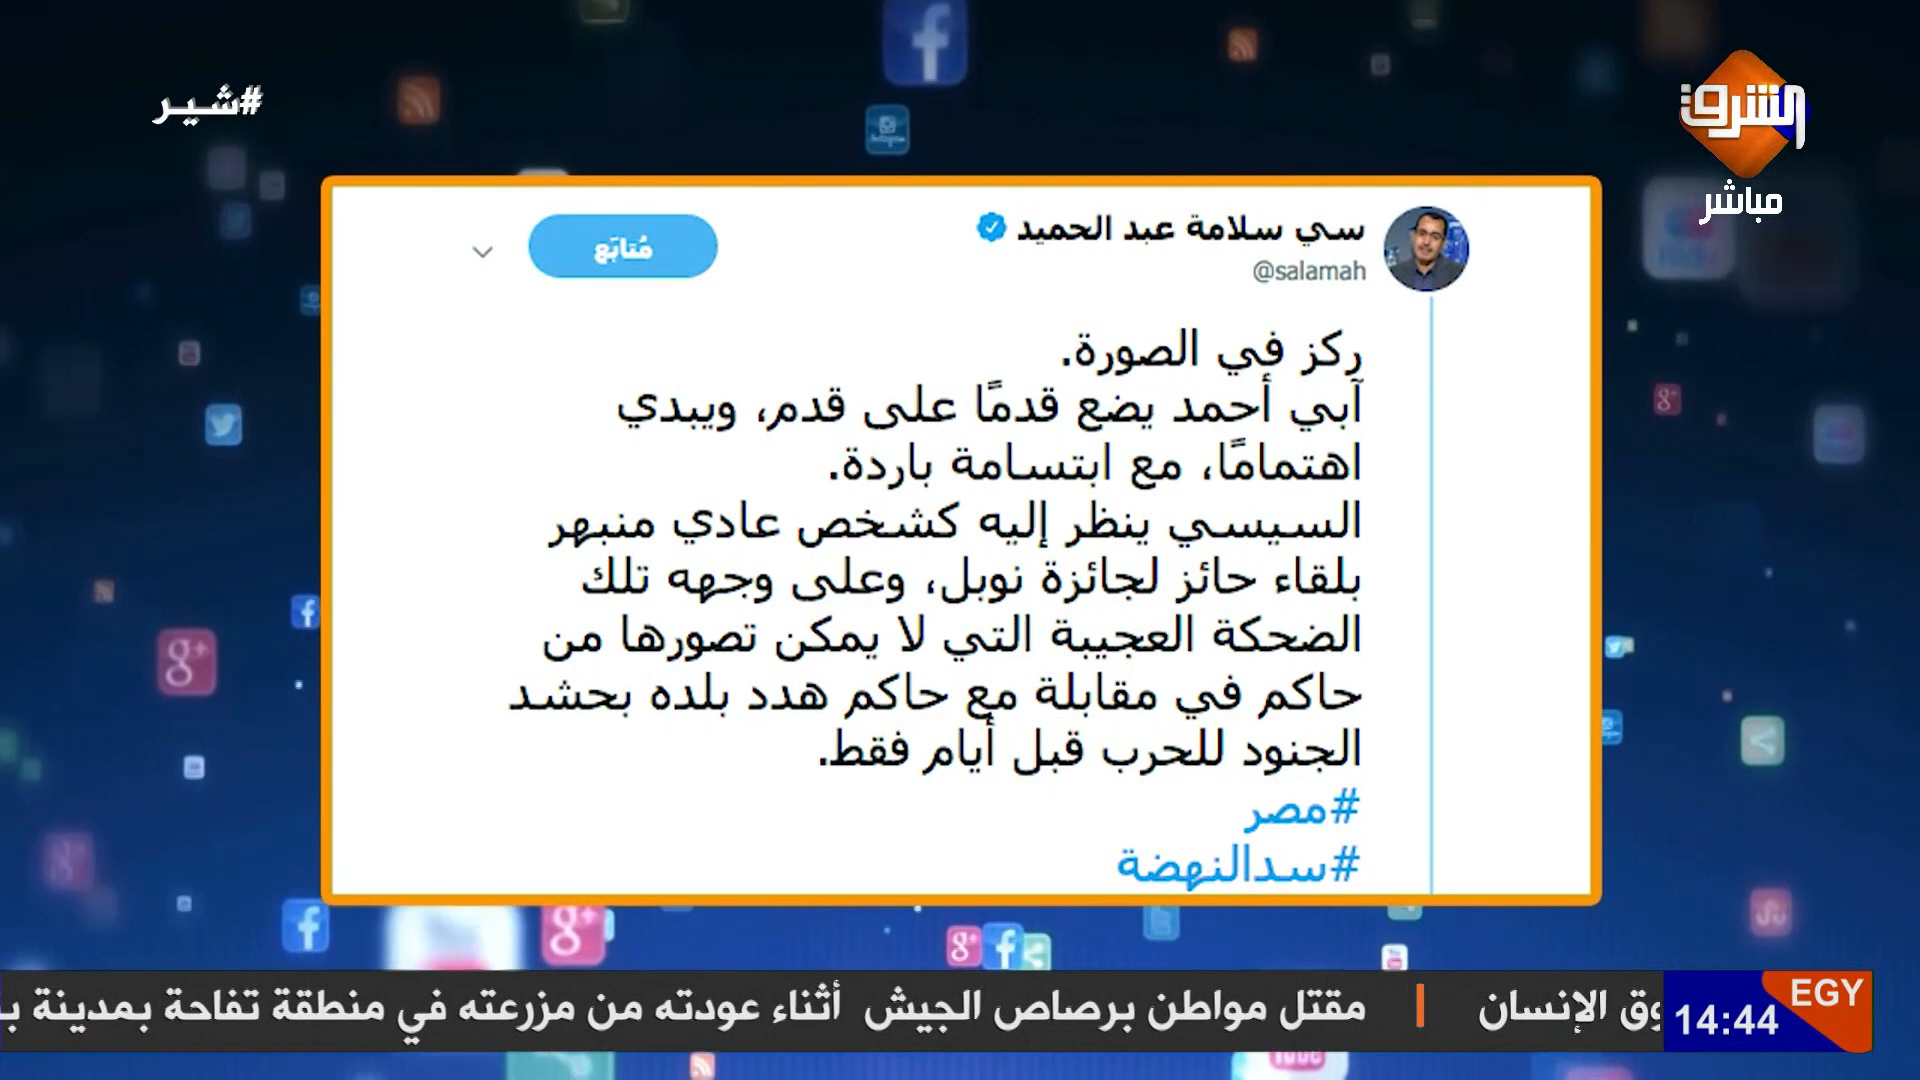 #شير
الشرق
مباشر
سي سلامة عبد الحميد
@salamah
مُتابَع
ركز في الصورة.
آبي أحمد يضع قدمًا على قدم، ويبدي
اهتمامًا، مع ابتسامة باردة.
السيسي ينظر إليه كشخص عادي منبهر
بلقاء حائز لجائزة نوبل، وعلى وجهه تلك
الضحكة العجيبة التي لا يمكن تصورها من
حاكم في مقابلة مع حاكم هدد بلده بحشد
الجنود للحرب قبل أيام فقط.
#مصر
#سدالنهضة
EGY
14:44
وق الإنسان | مقتل مواطن برصاص الجيش أثناء عودته من مزرعته في منطقة تفاحة بمدينة